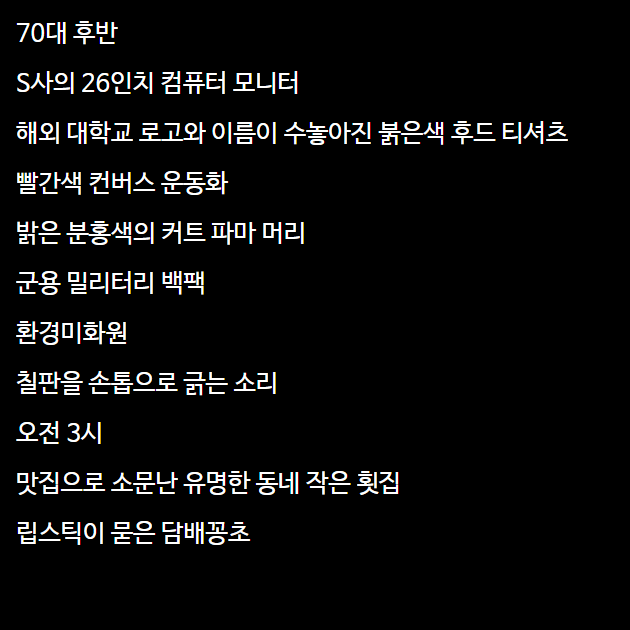 70대 후반
S사의 26인치 컴퓨터 모니터
해외 대학교 로고와 이름이 수놓아진 붉은색 후드 티셔츠
빨간색 컨버스 운동화
밝은 분홍색의 커트 파마 머리
군용 밀리터리 백팩
환경미화원
칠판을 손톱으로 긁는 소리
오전 3시
맛집으로 소문난 유명한 동네 작은 횟집
립스틱이 묻은 담배꽁초